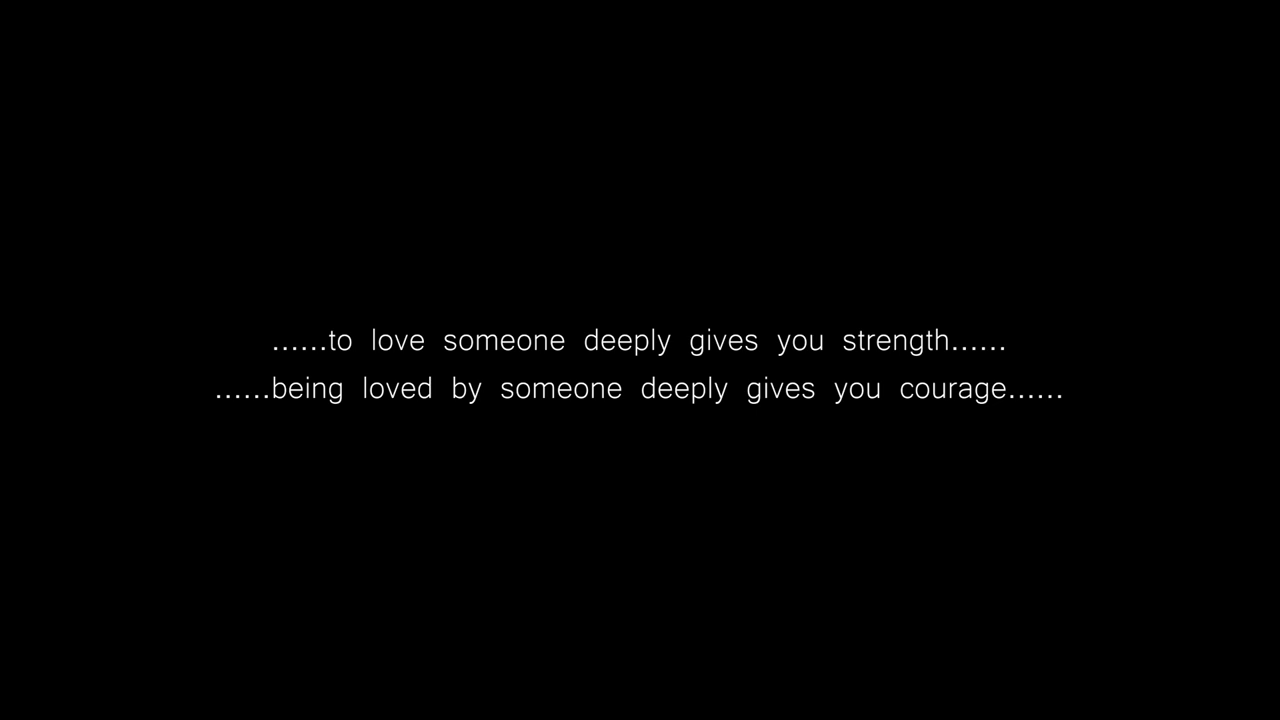 ......to love someone deeply gives you strength......
......being loved by someone deeply gives you courage......